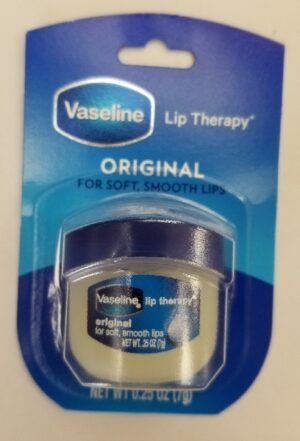 Vaseline Lip Therapy®
ORIGINAL
FOR SOFT, SMOOTH LIPS
Vaseline® lip therapy®
original
for soft, smooth lips
NET WT. .25 OZ (7g)
NET WT 0.25 OZ (7g)